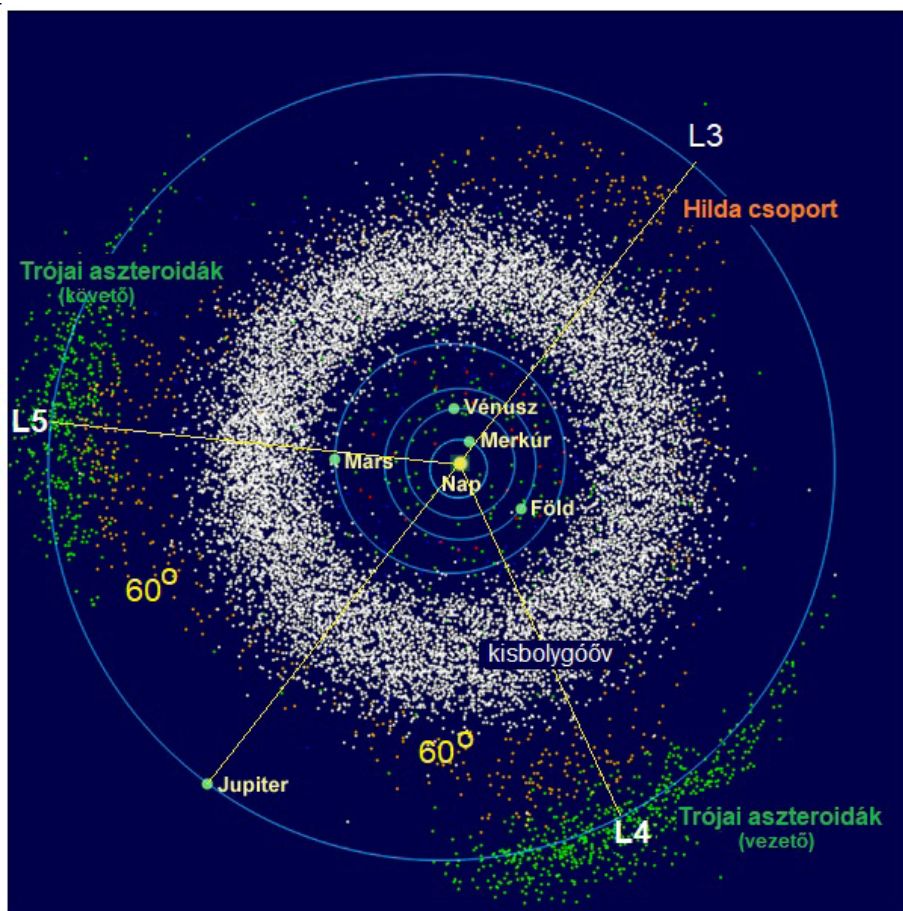 L3
Hilda csoport
Trójai aszteroidák
(követő)
L5
Vénusz
Merkúr
Mars
Nap
Föld
60°
kisbolygóöv
60°
Jupiter
Trójai aszteroidák
(vezető)
L4